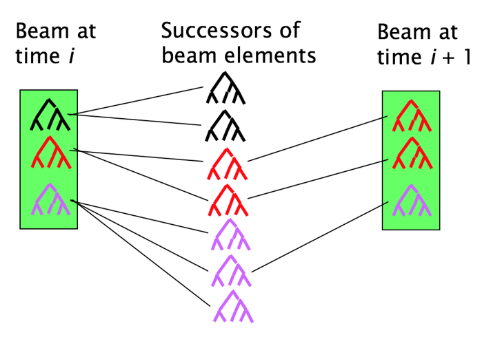 Beam at
time i
Successors of
beam elements
Beam at
time i + 1